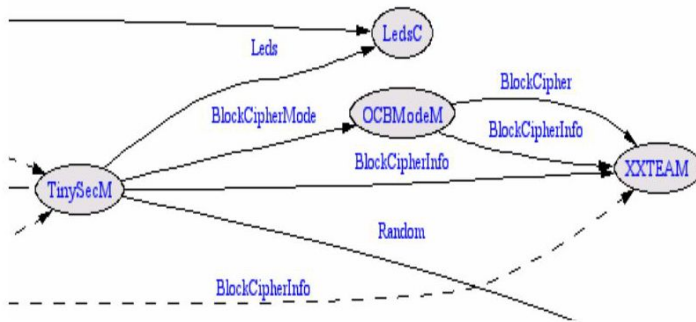 LedsC
Leds
BlockCipher
BlockCipherMode
OCBModeM
BlockCipherInfo
BlockCipherInfo
XXTEAM
TinySecM
Random
BlockCipherInfo